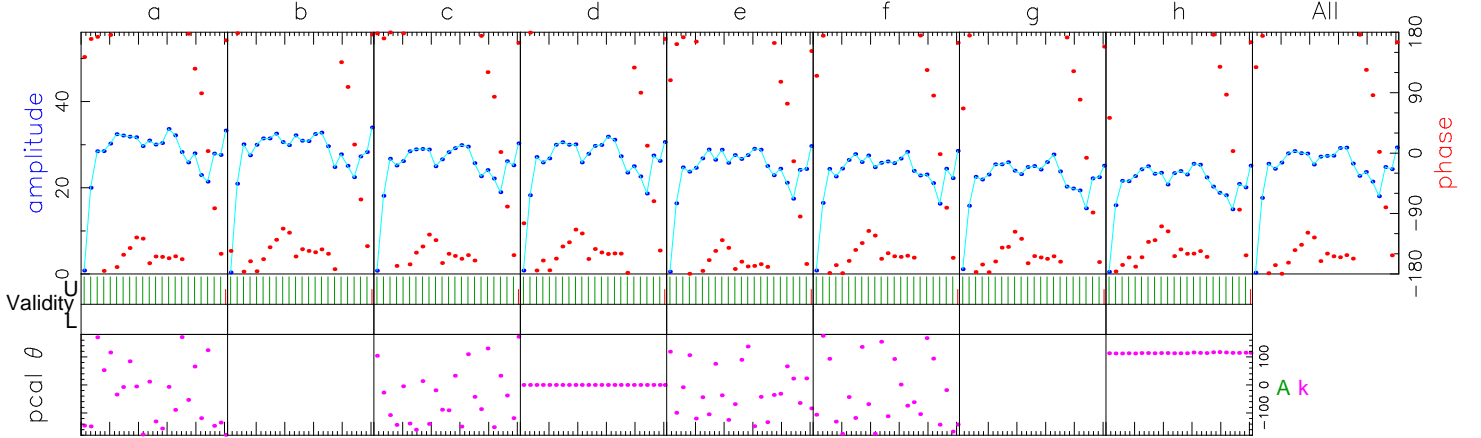 a b c d e f g h All
amplitude
0 20 40
phase
180 90 0 −90 −180
U
Validity
L
pcal θ
100 0 −100
A k